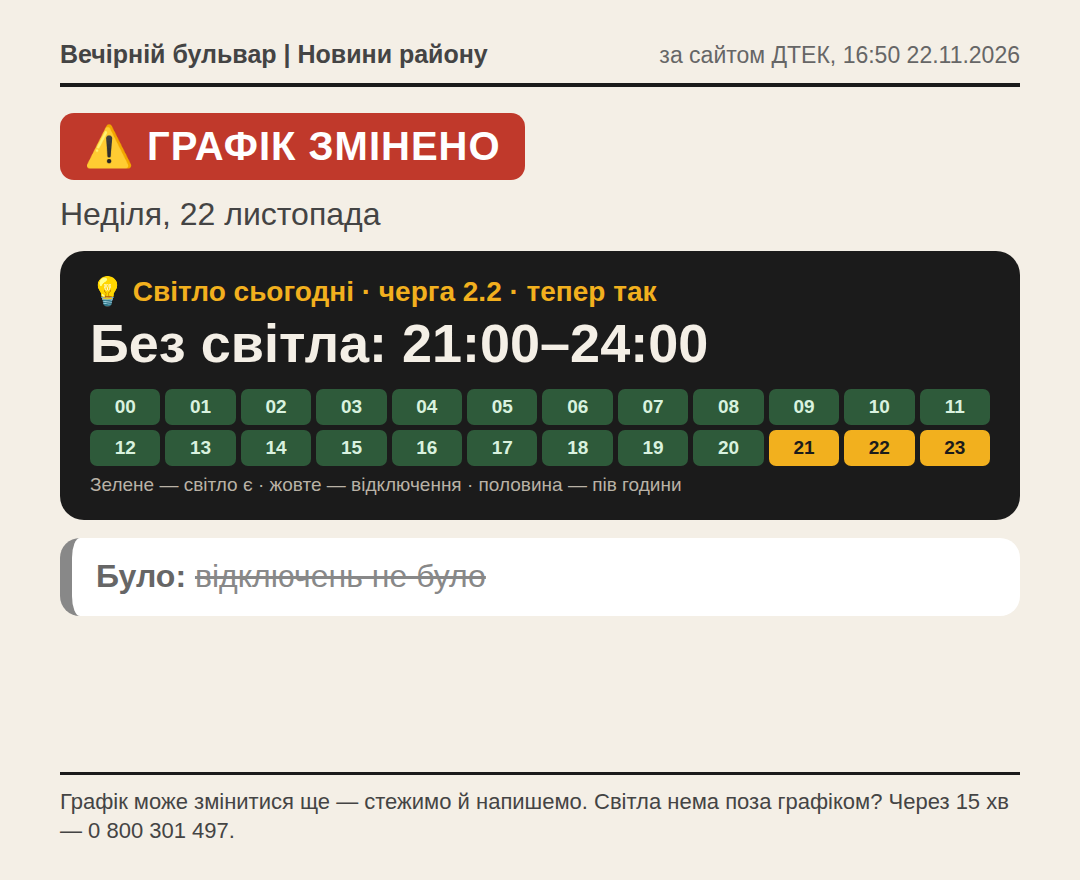 Вечірній бульвар | Новини району
за сайтом ДТЕК, 16:50 22.11.2026
⚠️ ГРАФІК ЗМІНЕНО
Неділя, 22 листопада
💡 Світло сьогодні · черга 2.2 · тепер так
Без світла: 21:00–24:00
00 01 02 03 04 05 06 07 08 09 10 11
12 13 14 15 16 17 18 19 20 21 22 23
Зелене — світло є · жовте — відключення · половина — пів години
Було: відключень не було
Графік може змінитися ще — стежимо й напишемо. Світла нема поза графіком? Через 15 хв
— 0 800 301 497.